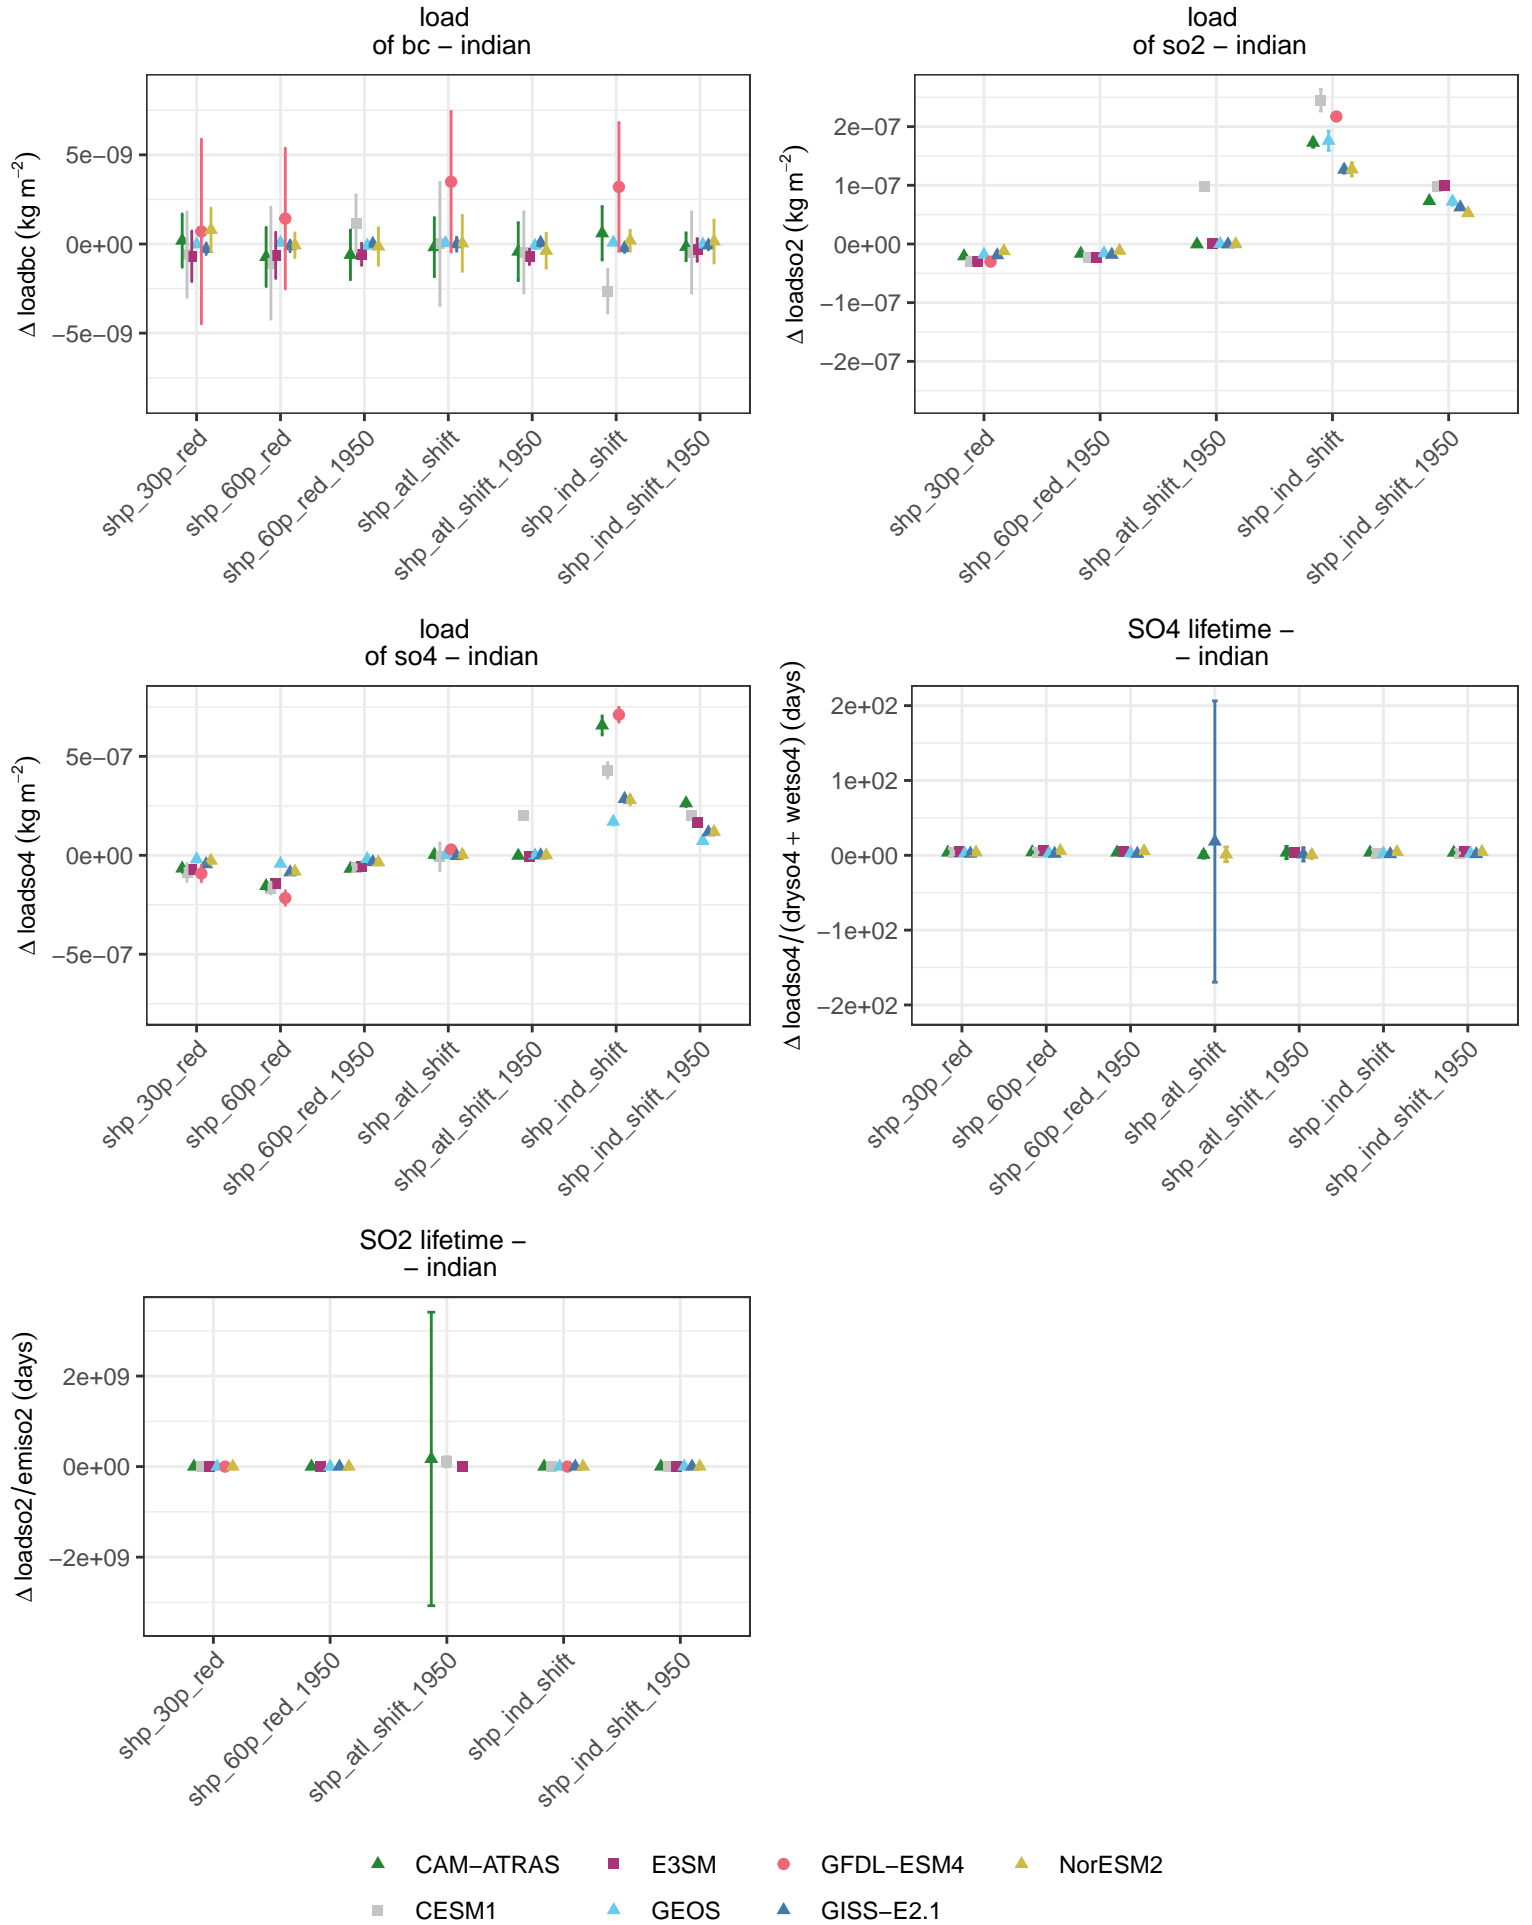 load
of bc – indian
Δ loadbc (kg m−2)
5e−09
0e+00
−5e−09
shp_30p_red
shp_60p_red
shp_60p_red_1950
shp_atl_shift
shp_atl_shift_1950
shp_ind_shift
shp_ind_shift_1950
load
of so2 – indian
Δ loadso2 (kg m−2)
2e−07
1e−07
0e+00
−1e−07
−2e−07
shp_30p_red
shp_60p_red_1950
shp_atl_shift_1950
shp_ind_shift
shp_ind_shift_1950
load
of so4 – indian
Δ loadso4 (kg m−2)
5e−07
0e+00
−5e−07
shp_30p_red
shp_60p_red
shp_60p_red_1950
shp_atl_shift
shp_atl_shift_1950
shp_ind_shift
shp_ind_shift_1950
SO4 lifetime –
– indian
Δ loadso4/(dryso4 + wetso4) (days)
2e+02
1e+02
0e+00
−1e+02
−2e+02
shp_30p_red
shp_60p_red
shp_60p_red_1950
shp_atl_shift
shp_atl_shift_1950
shp_ind_shift
shp_ind_shift_1950
SO2 lifetime –
– indian
Δ loadso2/emiso2 (days)
2e+09
0e+00
−2e+09
shp_30p_red
shp_60p_red_1950
shp_atl_shift_1950
shp_ind_shift
shp_ind_shift_1950
CAM−ATRAS
E3SM
GFDL−ESM4
NorESM2
CESM1
GEOS
GISS−E2.1